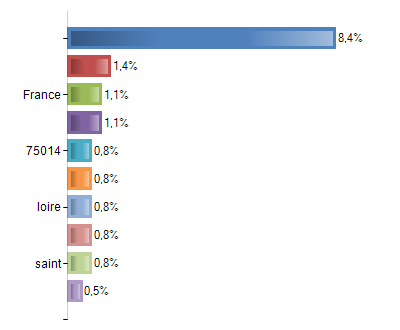 8,4%
1,4%
France 1,1%
1,1%
75014 0,8%
0,8%
loire 0,8%
0,8%
saint 0,8%
0,5%